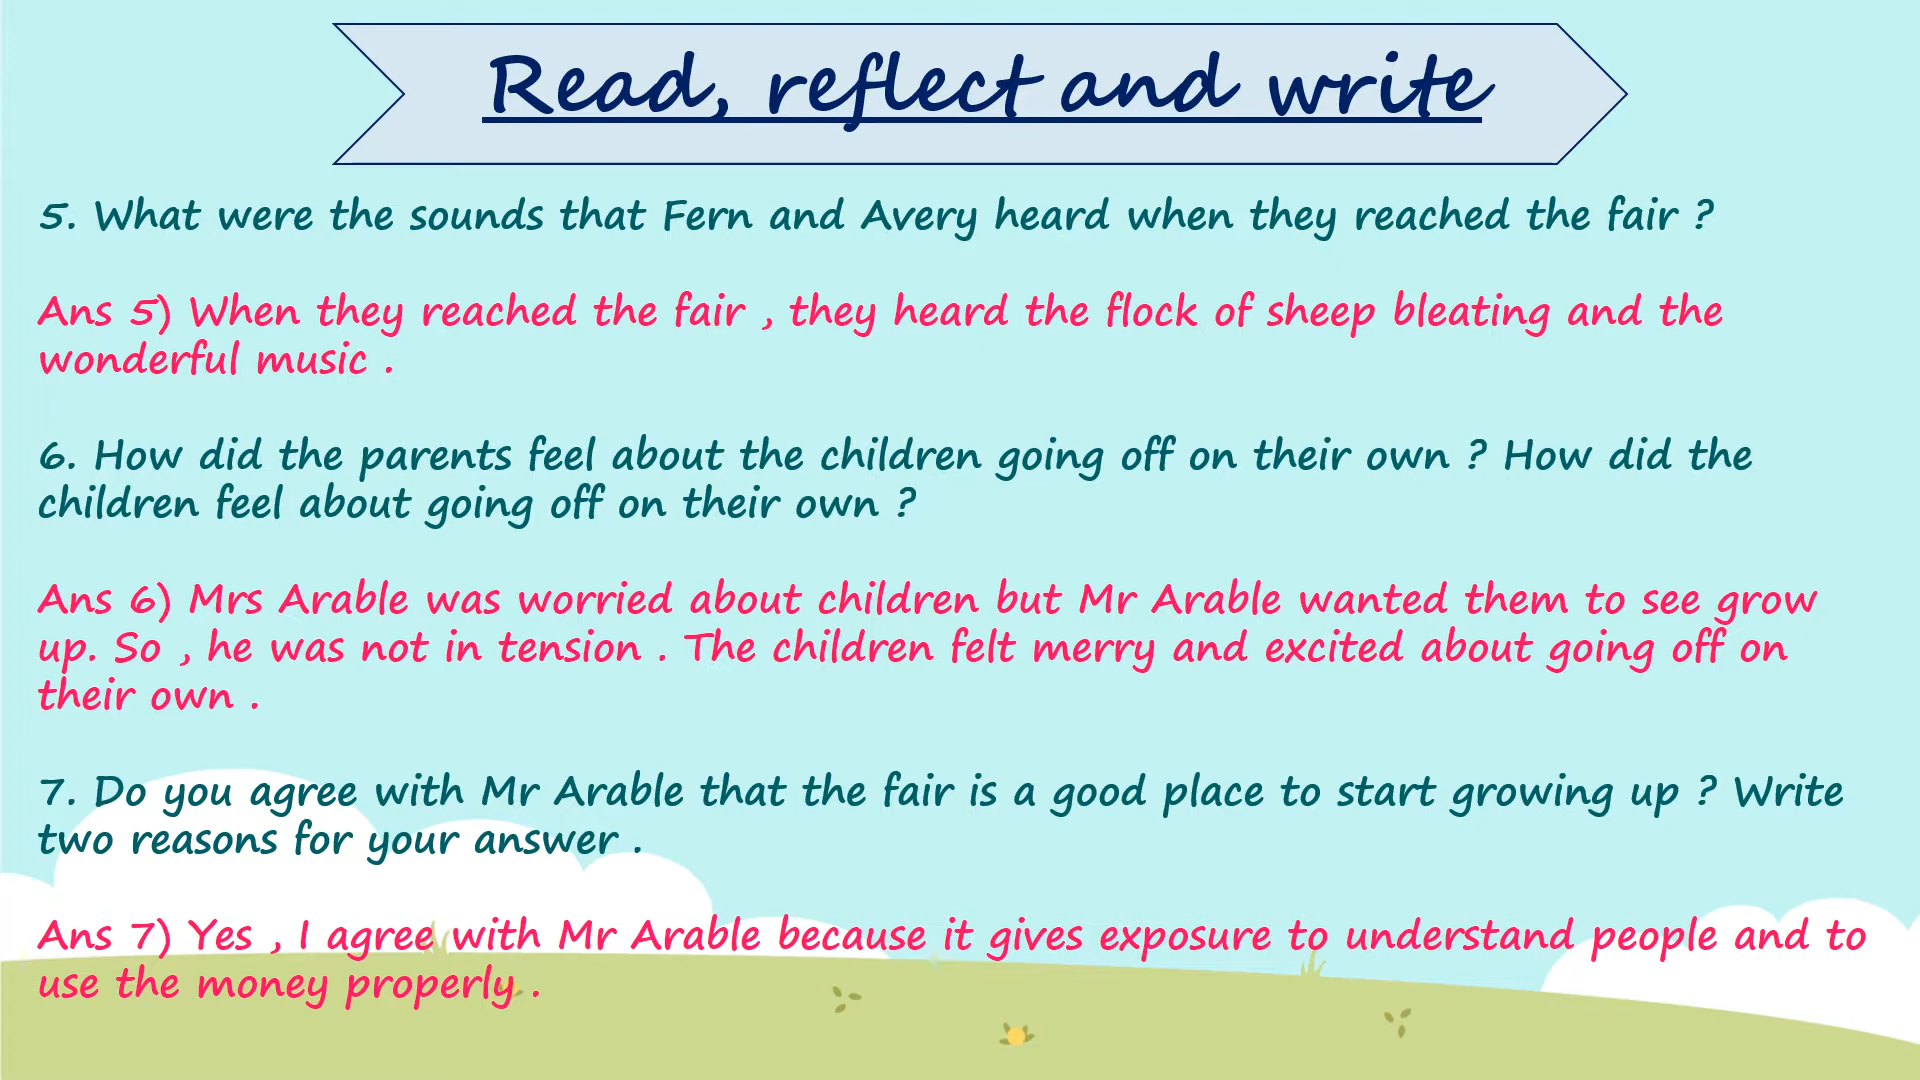 Read, reflect and write
5. What were the sounds that Fern and Avery heard when they reached the fair ?
Ans 5) When they reached the fair , they heard the flock of sheep bleating and the
wonderful music .
6. How did the parents feel about the children going off on their own ? How did the
children feel about going off on their own ?
Ans 6) Mrs Arable was worried about children but Mr Arable wanted them to see grow
up. So , he was not in tension . The children felt merry and excited about going off on
their own .
7. Do you agree with Mr Arable that the fair is a good place to start growing up ? Write
two reasons for your answer .
Ans 7) Yes , I agree with Mr Arable because it gives exposure to understand people and to
use the money properly .